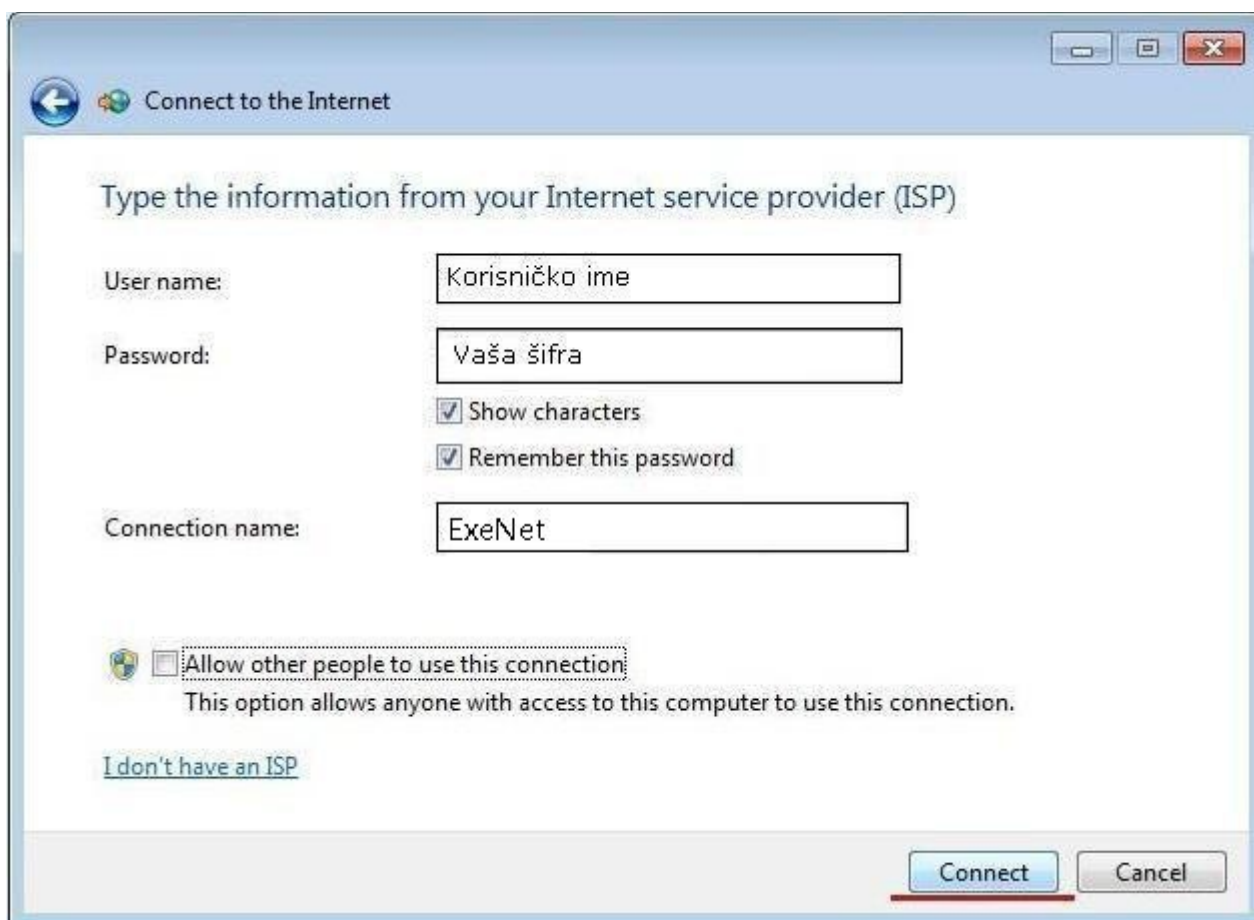 Connect to the Internet
Type the information from your Internet service provider (ISP)
User name:
Korisničko ime
Password:
Vaša šifra
Show characters
Remember this password
Connection name:
ExeNet
Allow other people to use this connection
This option allows anyone with access to this computer to use this connection.
I don't have an ISP
Connect
Cancel